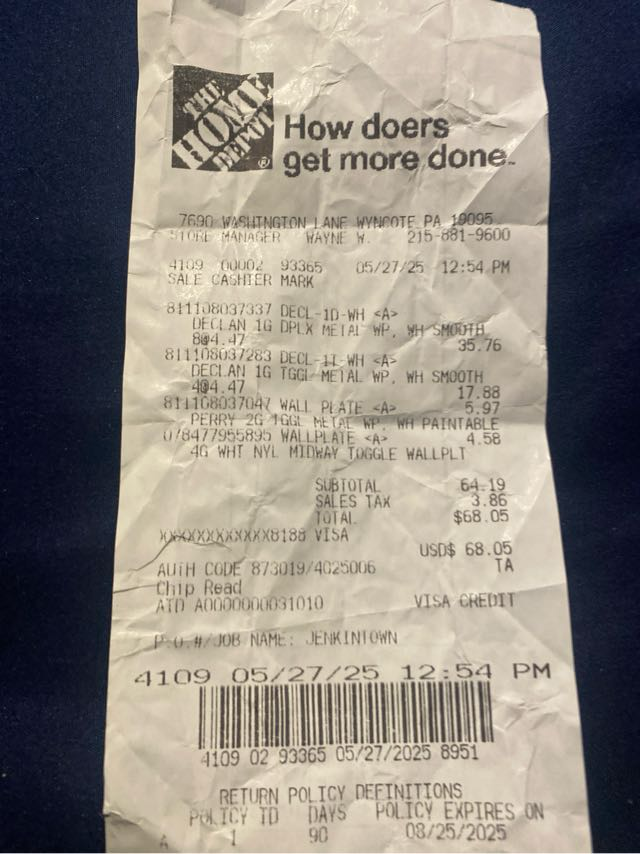 THE
HOME
DEPOT
®
How doers
get more done.
7690 WASHINGTON LANE WYNCOTE PA 19095
STORE MANAGER WAYNE W. 215-881-9600
4109 00002 93365 05/27/25 12:54 PM
SALE CASHIER MARK
811108037337 DECL-1D-WH <A>
DECLAN 1G DPLX METAL WP, WH SMOOTH
8@4.47 35.76
811108037283 DECL-1T-WH <A>
DECLAN 1G TGGL METAL WP, WH SMOOTH
4@4.47 17.88
811108037047 WALL PLATE <A> 5.97
PERRY 2G TGGL METAL WP, WH PAINTABLE
078477955895 WALLPLATE <A> 4.58
4G WHT NYL MIDWAY TOGGLE WALLPLT
SUBTOTAL 64.19
SALES TAX 3.86
TOTAL $68.05
XXXXXXXXXXXX8188 VISA
USD$ 68.05
AUTH CODE 873019/4025006 TA
Chip Read
AID A0000000031010 VISA CREDIT
P.O.#/JOB NAME: JENKINTOWN
4109 05/27/25 12:54 PM
4109 02 93365 05/27/2025 8951
RETURN POLICY DEFINITIONS
POLICY ID DAYS POLICY EXPIRES ON
A 1 90 08/25/2025